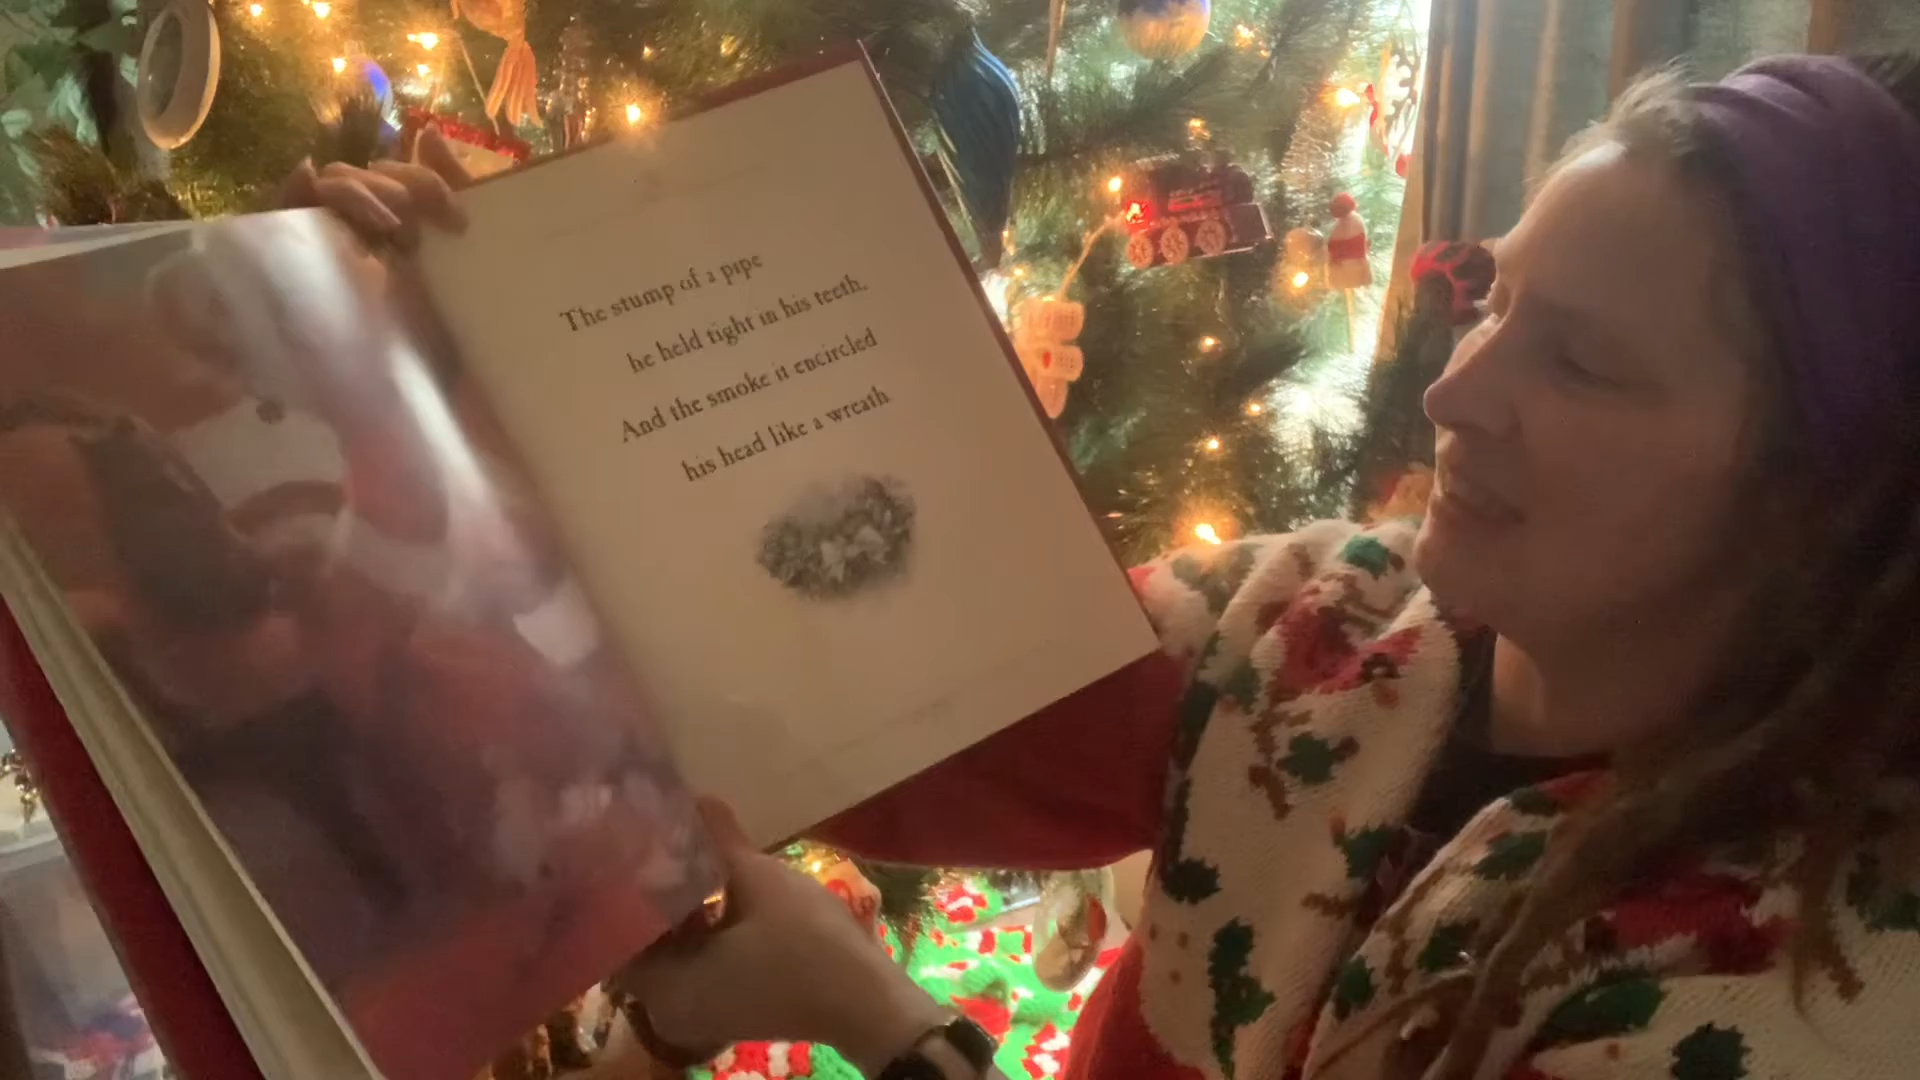 The stump of a pipe
he held tight in his teeth,
And the smoke it encircled
his head like a wreath